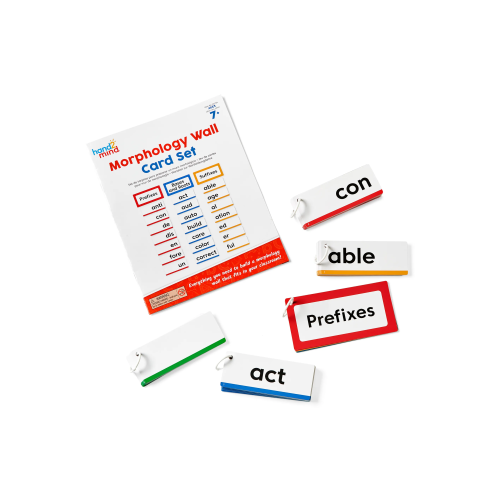 hand2
mind
AGES
7+
Morphology Wall
Card Set
Prefixes
Bases
and Roots
Suffixes
anti act able
con aud age
de auto al
dis build ation
en care ed
fore color er
un correct ful
Everything you need to build a morphology
wall that fits in your classroom!
con
able
Prefixes
act